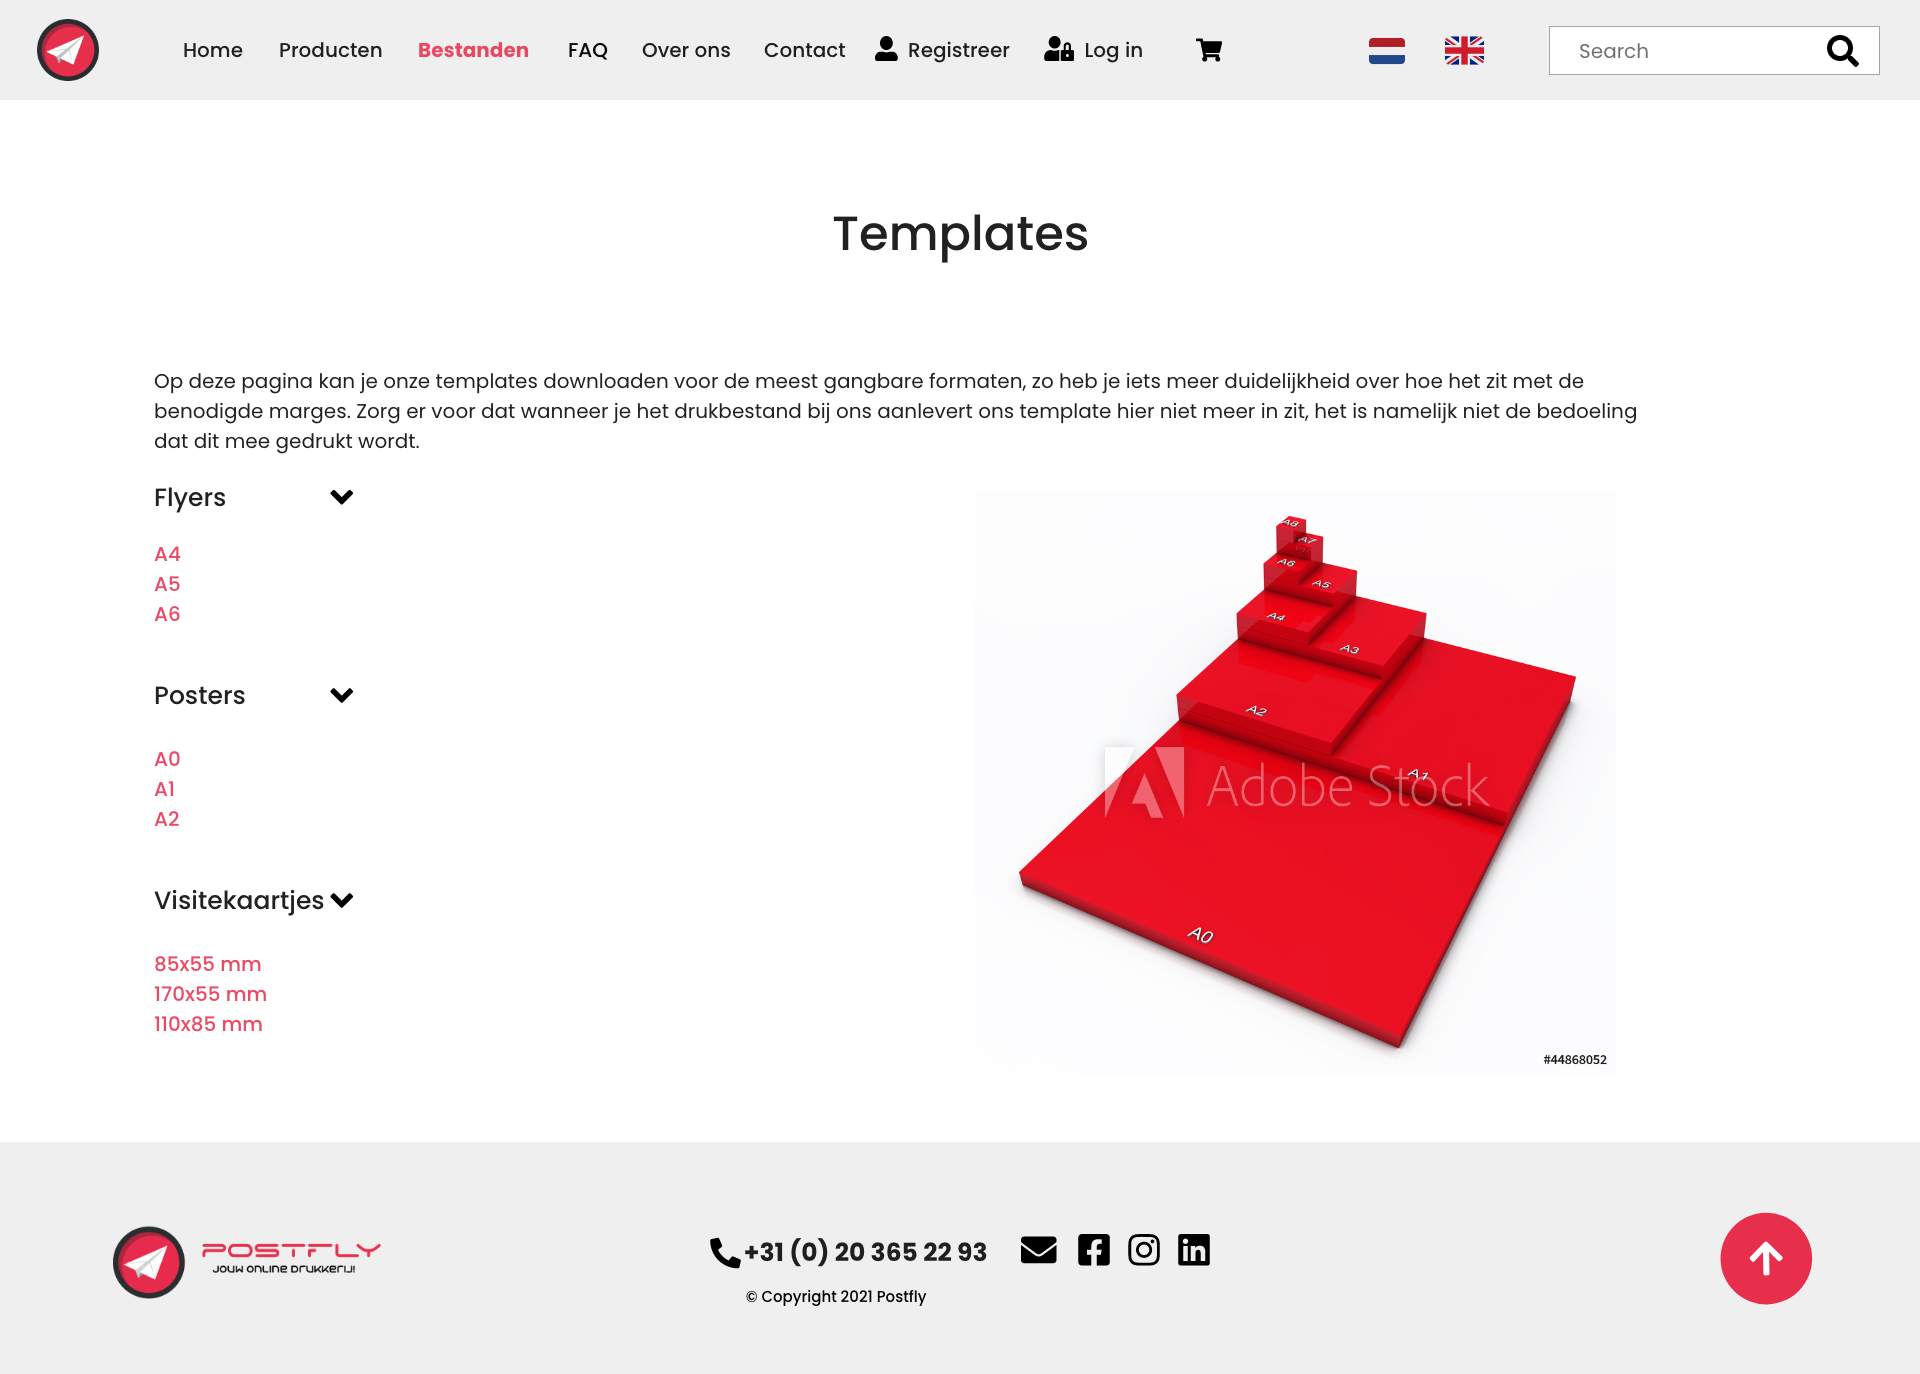 Home Producten Bestanden FAQ Over ons Contact Registreer Log in Search
Templates
Op deze pagina kan je onze templates downloaden voor de meest gangbare formaten, zo heb je iets meer duidelijkheid over hoe het zit met de
benodigde marges. Zorg er voor dat wanneer je het drukbestand bij ons aanlevert ons template hier niet meer in zit, het is namelijk niet de bedoeling
dat dit mee gedrukt wordt.
Flyers
A4
A5
A6
Posters
A0
A1
A2
Visitekaartjes
85x55 mm
170x55 mm
110x85 mm
A8
A7
A6
A5
A4
A3
A2
A1
Adobe Stock
A0
#44868052
POSTFLY
JOUW ONLINE DRUKKERIJ!
+31 (0) 20 365 22 93
© Copyright 2021 Postfly